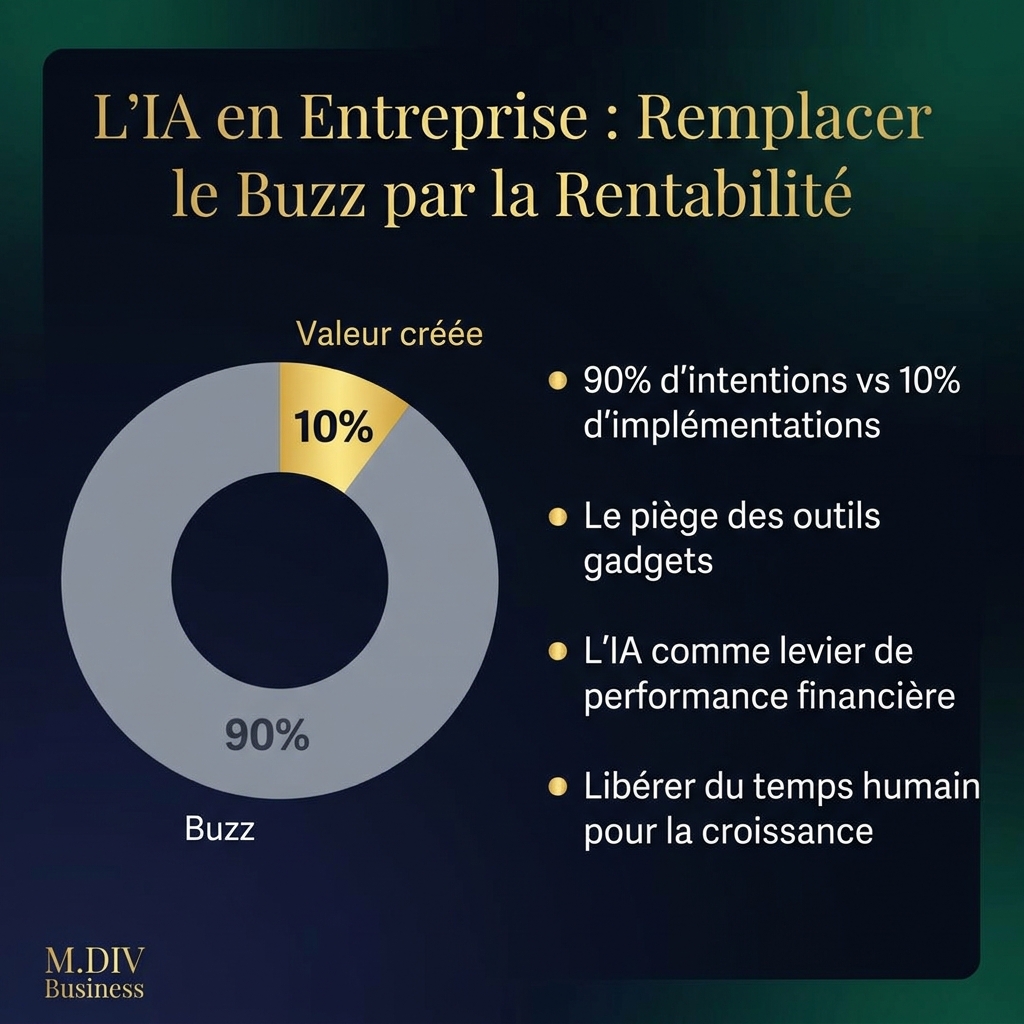 L’IA en Entreprise : Remplacer
le Buzz par la Rentabilité
Valeur créée
10%
90%
Buzz
90% d’intentions vs 10%
d’implémentations
Le piège des outils
gadgets
L’IA comme levier de
performance financière
Libérer du temps humain
pour la croissance
M.DIV
Business